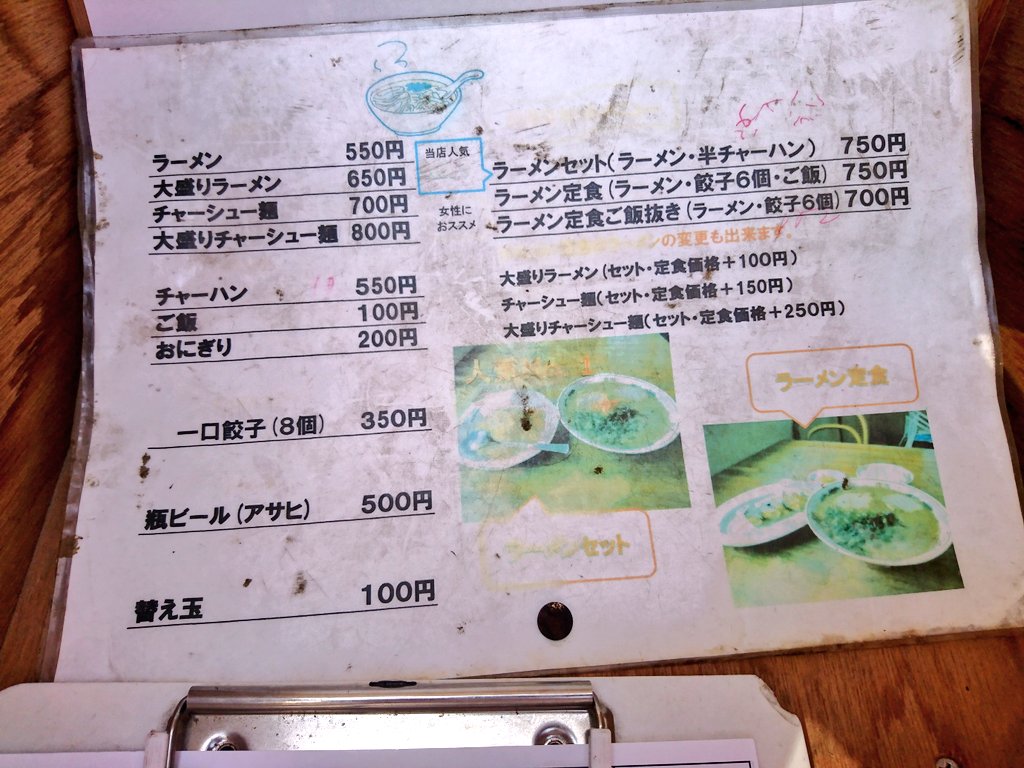 ラーメン 550円
大盛りラーメン 650円
チャーシュー麺 700円
大盛りチャーシュー麺 800円
チャーハン 550円
ご飯 100円
おにぎり 200円
一口餃子(8個) 350円
瓶ビール(アサヒ) 500円
替え玉 100円
当店人気
女性に
おススメ
ラーメンセット(ラーメン・半チャーハン) 750円
ラーメン定食(ラーメン・餃子6個・ご飯) 750円
ラーメン定食ご飯抜き(ラーメン・餃子6個) 700円
ラーメンの変更も出来ます。
大盛りラーメン(セット・定食価格+100円)
チャーシュー麺(セット・定食価格+150円)
大盛りチャーシュー麺(セット・定食価格+250円)
ラーメン定食
ラーメンセット